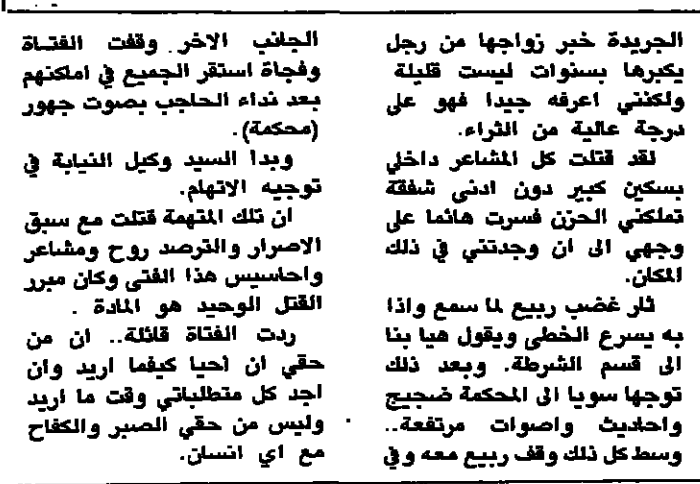 الجريدة خبر زواجها من رجل
يكبرها بسنوات ليست قليلة
ولكنني اعرفه جيدا فهو على
درجة عالية من الثراء.
لقد قتلت كل المشاعر داخلي
بسكين كبير دون ادنى شفقة
تملكني الحزن فسرت هائما على
وجهي الى ان وجدتني في ذلك
المكان.
ثار غضب ربيع لما سمع واذا
به يسرع الخطى ويقول هيا بنا
الى قسم الشرطة. وبعد ذلك
توجها سويا الى المحكمة ضجيج
واحاديث واصوات مرتفعة..
وسط كل ذلك وقف ربيع معه وفي
الجانب الاخر وقفت الفتاة
وفجاة استقر الجميع في املكنهم
بعد نداء الحاجب بصوت جهور
(محكمة).
وبدا السيد وكيل النيابة في
توجيه الاتهام.
ان تلك المتهمة قتلت مع سبق
الاصرار والترصد روح ومشاعر
واحاسيس هذا الفتى وكان مبرر
القتل الوحيد هو المادة .
ردت الفتاة قائلة.. ان من
حقي ان احيا كيفما اريد وان
اجد كل متطلباتي وقت ما اريد
وليس من حقي الصبر والكفاح
مع اي انسان.